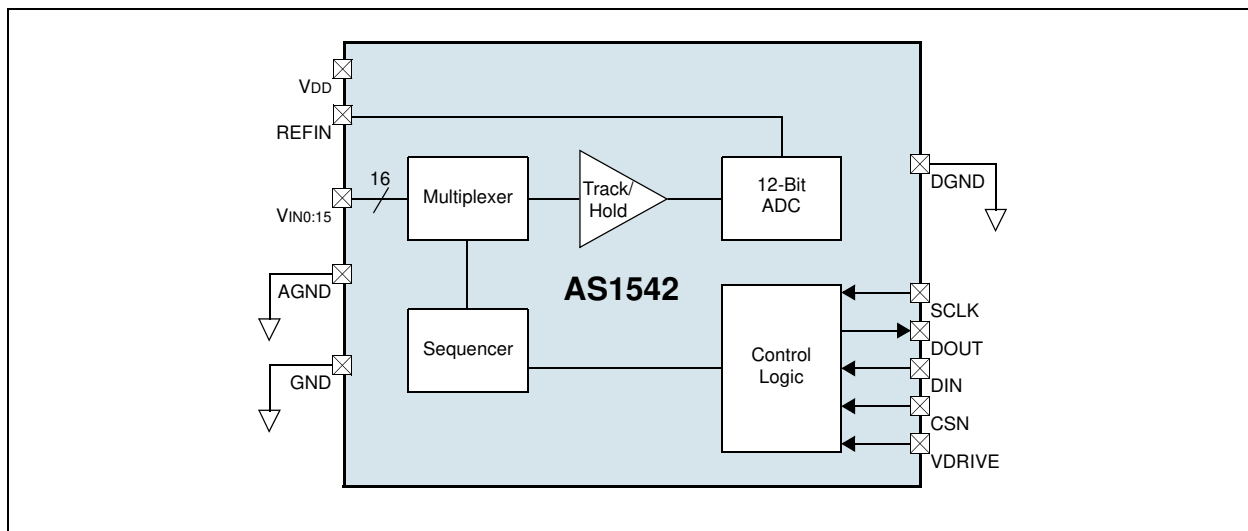 VDD
REFIN
16
VIN0:15
Multiplexer
Track/
Hold
12-Bit
ADC
DGND
AGND
AS1542
SCLK
DOUT
Sequencer
Control
Logic
GND
DIN
CSN
VDRIVE